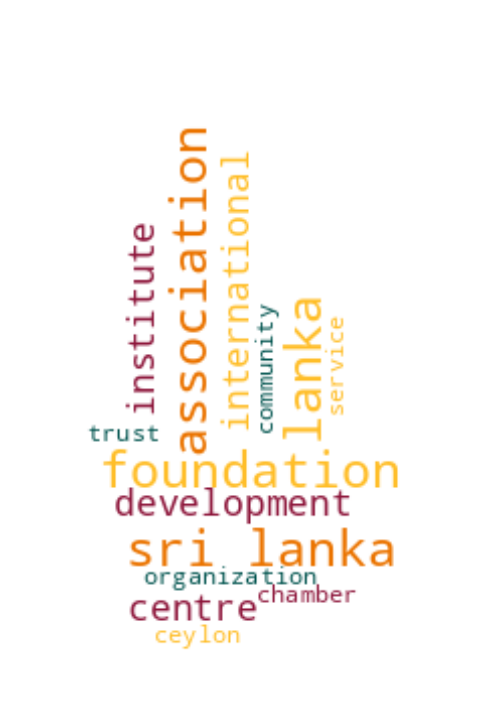 institute
association
international
community
lanka
service
trust
foundation
development
sri lanka
organization
chamber
centre
ceylon